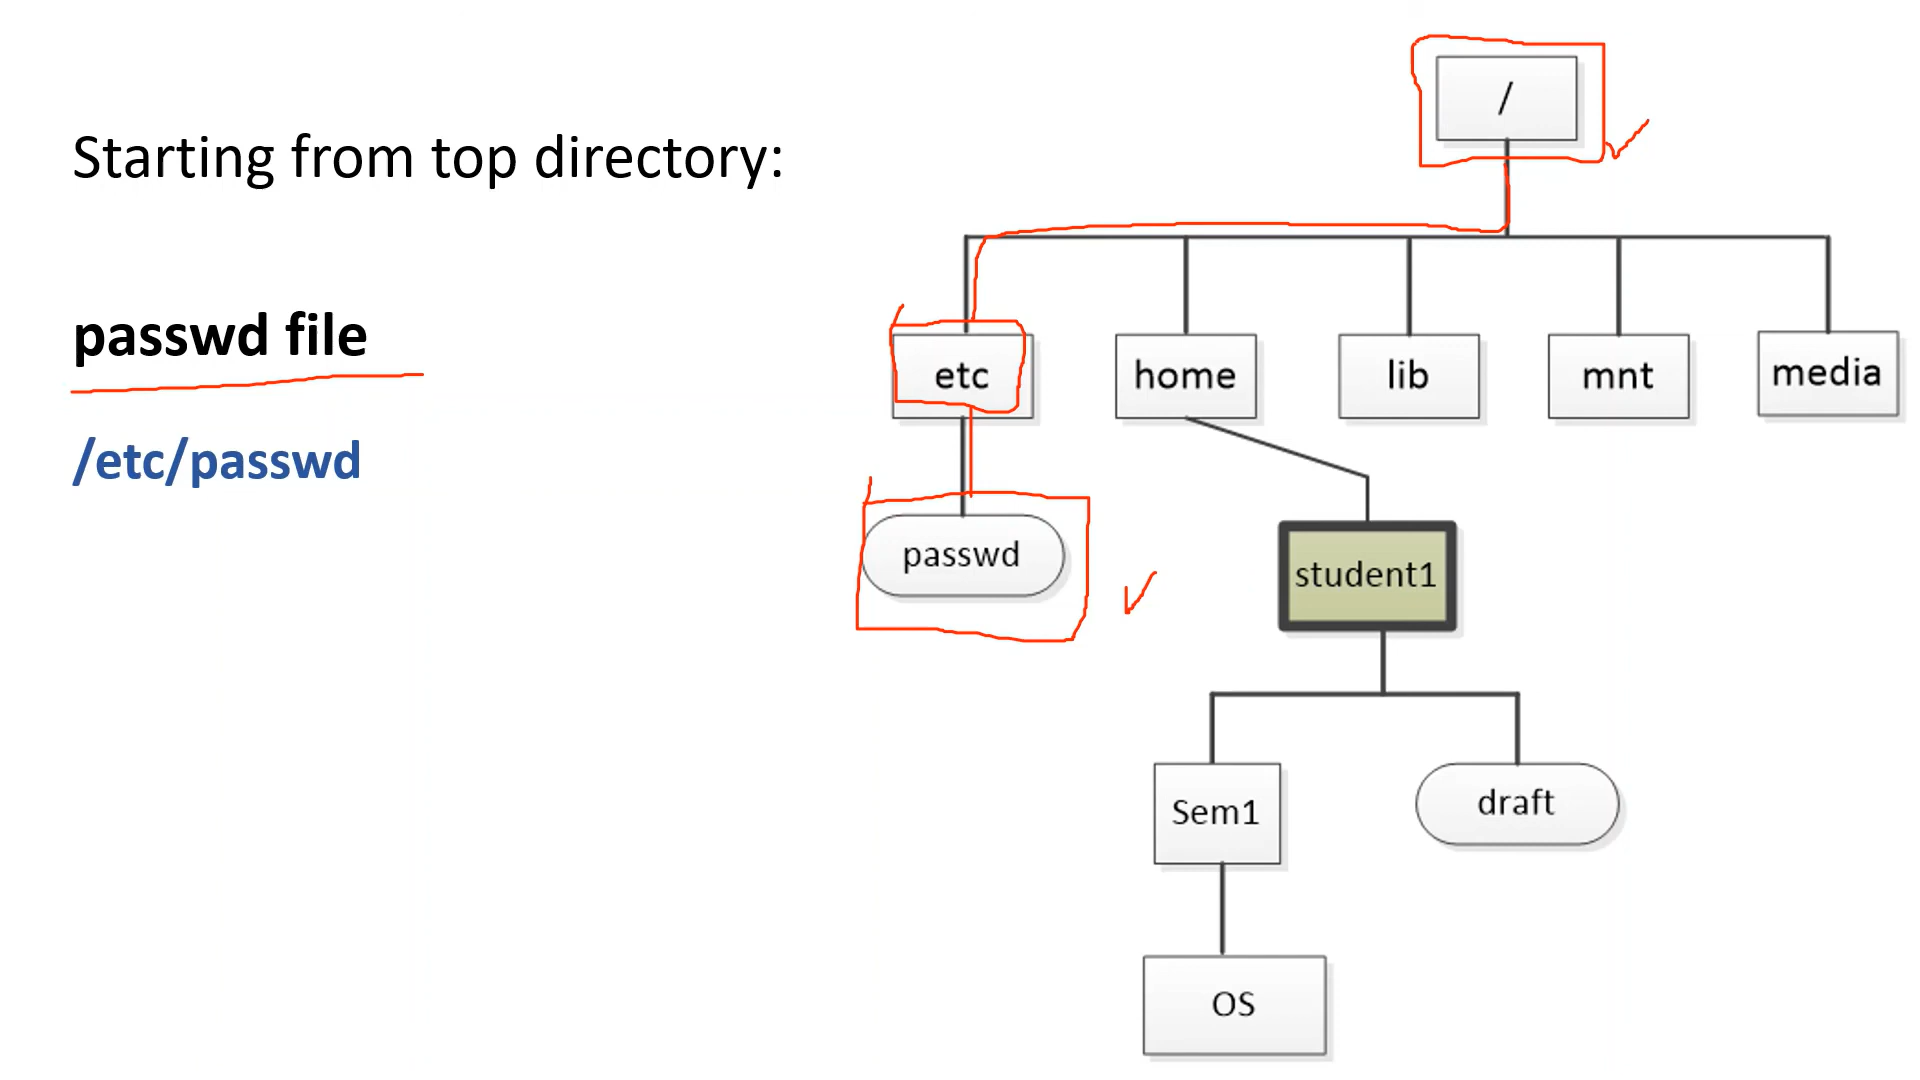 Starting from top directory:
passwd file
/etc/passwd
/
etc
home
lib
mnt
media
passwd
student1
Sem1
draft
OS